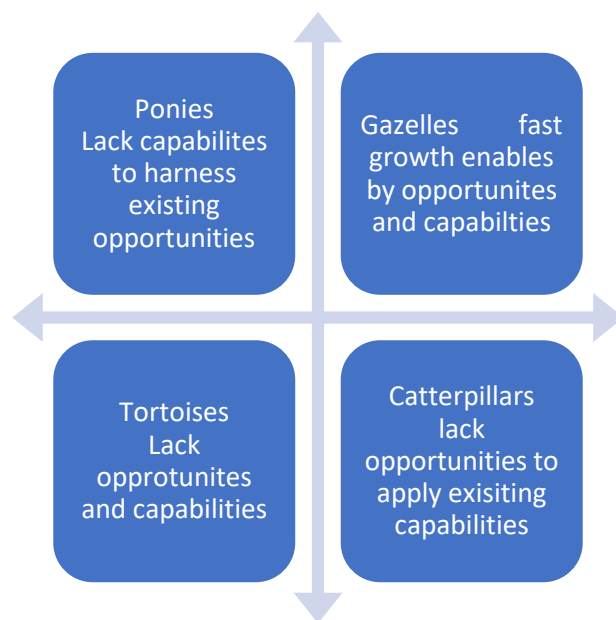 Ponies
Lack capabilites
to harness
existing
opportunities
Gazelles fast
growth enables
by opportunites
and capabilties
Tortoises
Lack
opprotunites
and capabilities
Catterpillars
lack
opportunities to
apply exisiting
capabilities